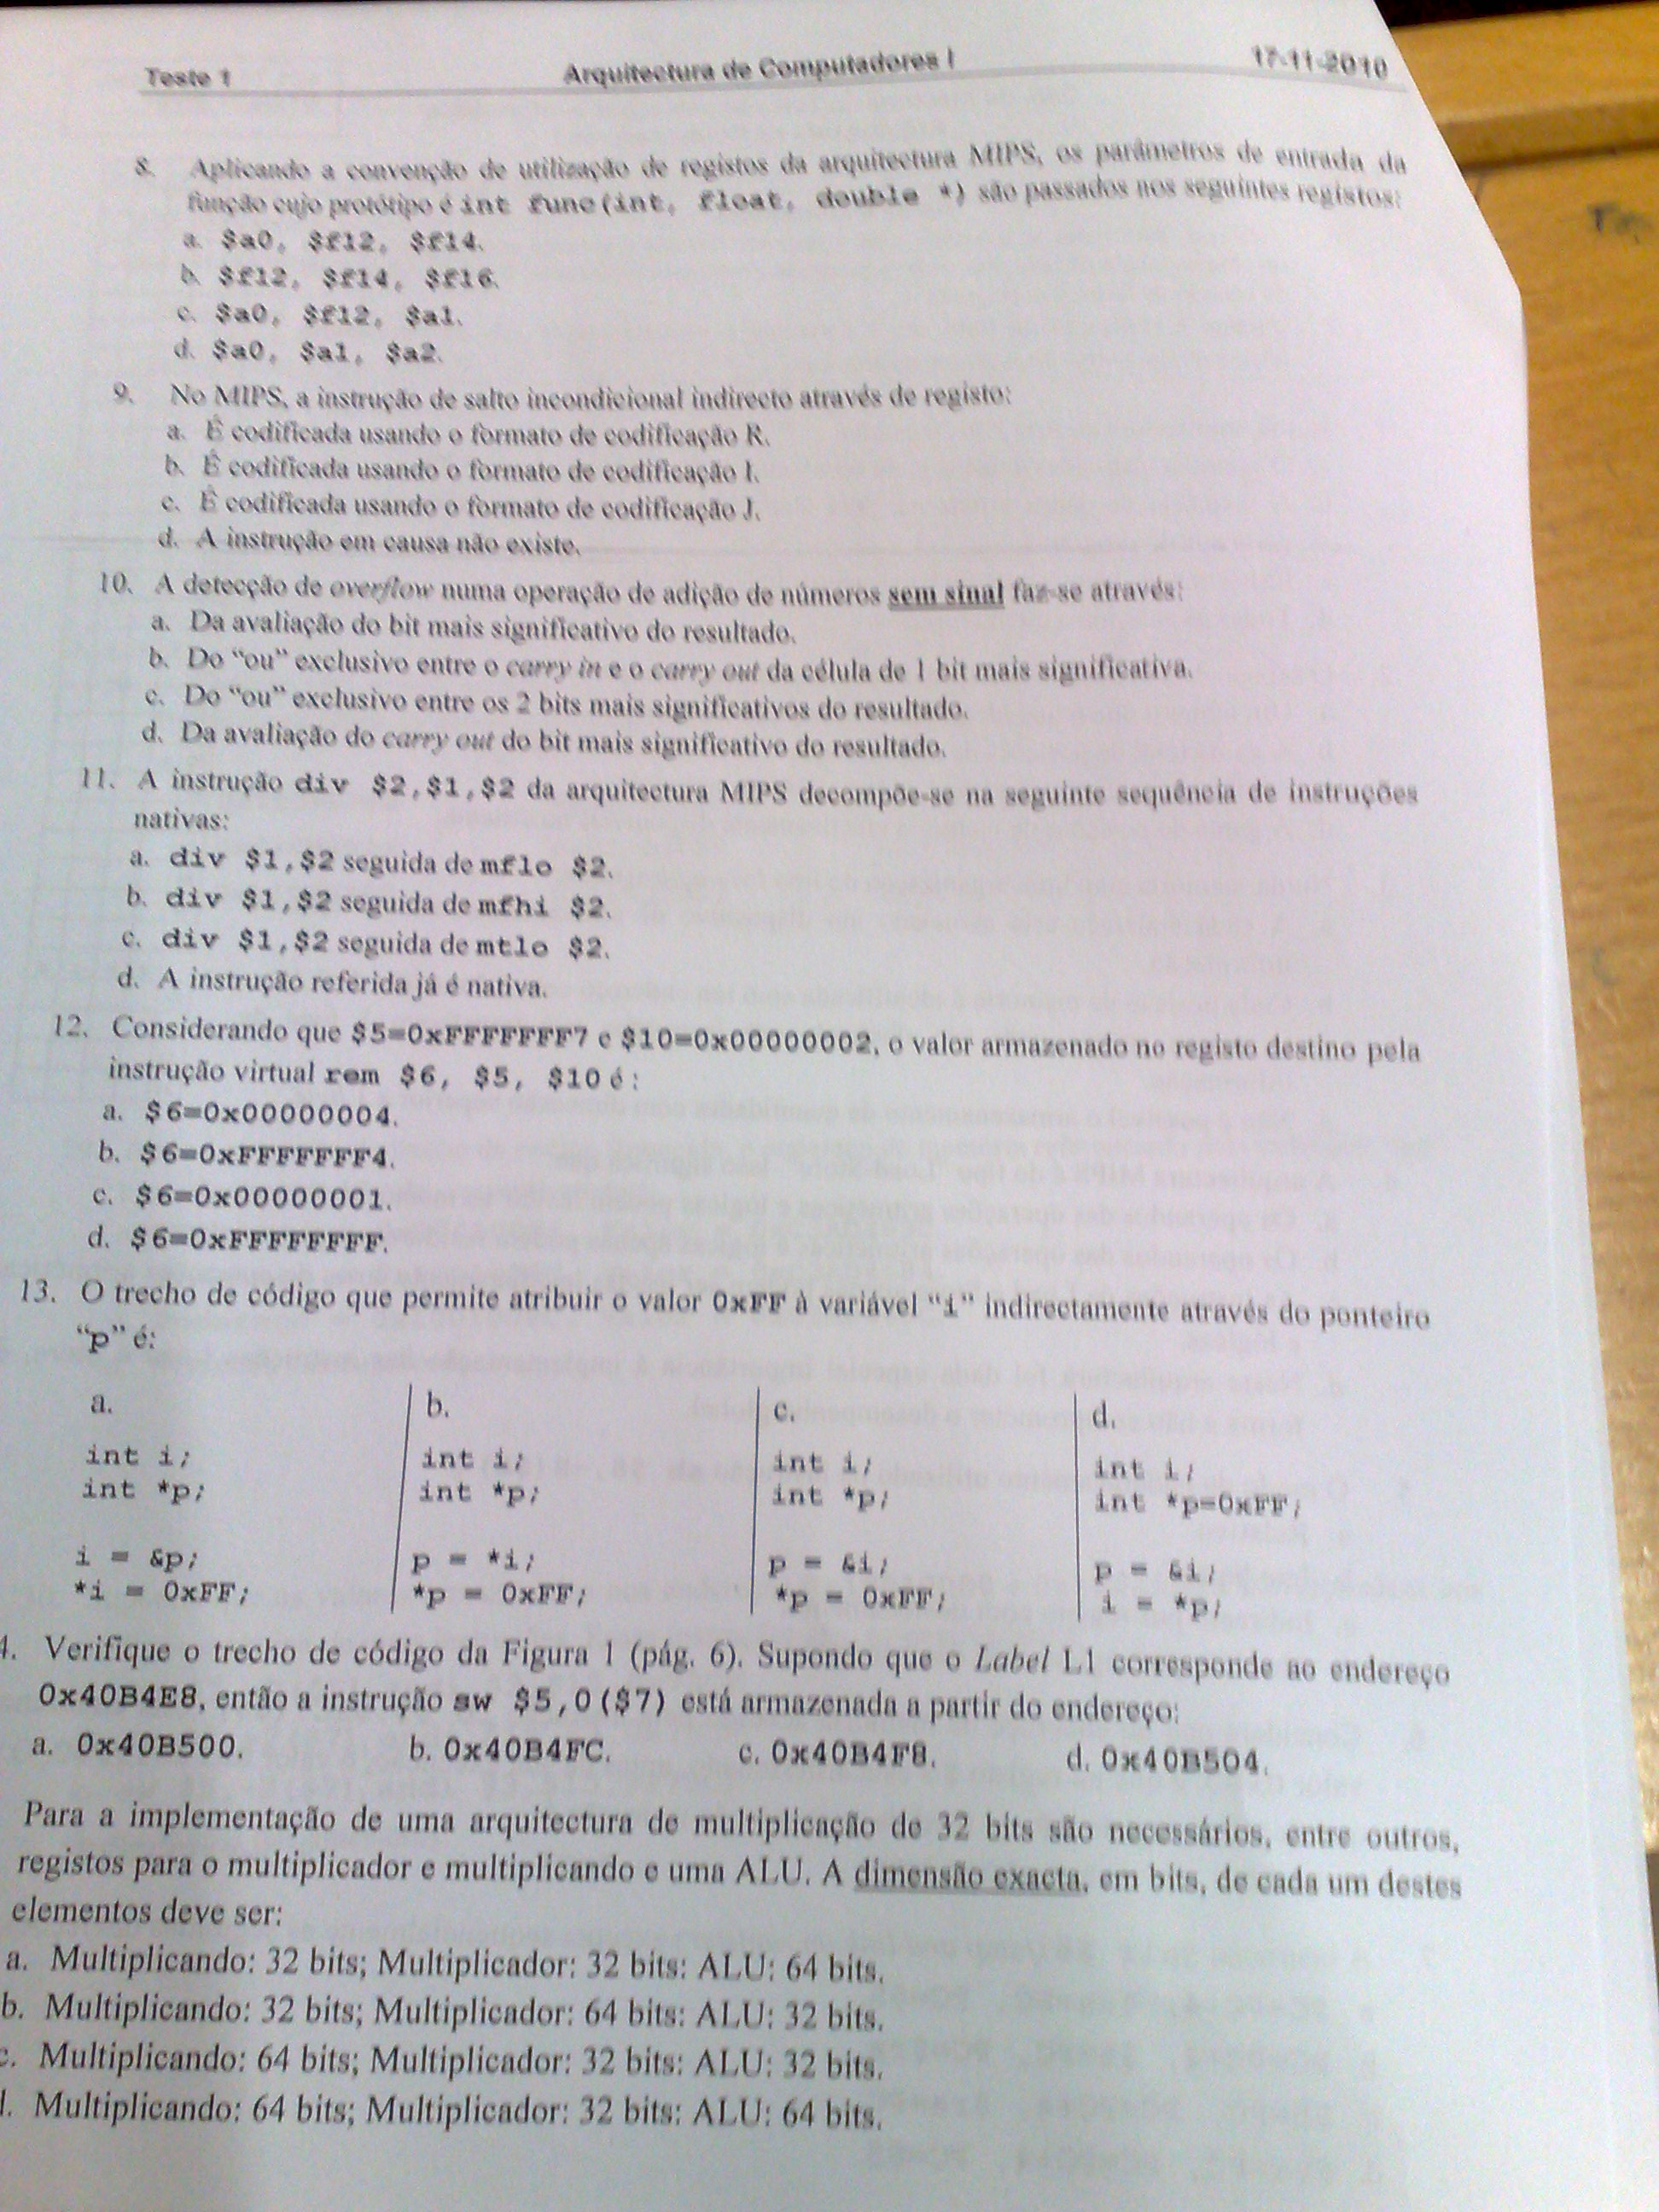 Teste 1 Arquitectura de Computadores I 17-11-2010
8. Aplicando a convenção de utilização de registos da arquitectura MIPS, os parâmetros de entrada da
função cujo protótipo é int func(int, float, double *) são passados nos seguintes registos:
a. $a0, $f12, $f14.
b. $f12, $f14, $f16.
c. $a0, $f12, $a1.
d. $a0, $a1, $a2.
9. No MIPS, a instrução de salto incondicional indirecto através de registo:
a. É codificada usando o formato de codificação R.
b. É codificada usando o formato de codificação I.
c. É codificada usando o formato de codificação J.
d. A instrução em causa não existe.
10. A detecção de overflow numa operação de adição de números sem sinal faz-se através:
a. Da avaliação do bit mais significativo do resultado.
b. Do “ou” exclusivo entre o carry in e o carry out da célula de 1 bit mais significativa.
c. Do “ou” exclusivo entre os 2 bits mais significativos do resultado.
d. Da avaliação do carry out do bit mais significativo do resultado.
11. A instrução div $2,$1,$2 da arquitectura MIPS decompõe-se na seguinte sequência de instruções
nativas:
a. div $1,$2 seguida de mflo $2.
b. div $1,$2 seguida de mfhi $2.
c. div $1,$2 seguida de mtlo $2.
d. A instrução referida já é nativa.
12. Considerando que $5=0xFFFFFFF7 e $10=0x00000002, o valor armazenado no registo destino pela
instrução virtual rem $6, $5, $10 é:
a. $6=0x00000004.
b. $6=0xFFFFFFF4.
c. $6=0x00000001.
d. $6=0xFFFFFFFF.
13. O trecho de código que permite atribuir o valor 0xFF à variável “i” indirectamente através do ponteiro
“p” é:
a. b. c. d.
int i; int i; int i; int i;
int *p; int *p; int *p; int *p=0xFF;
i = &p; p = *i; p = &i; p = &i;
*i = 0xFF; *p = 0xFF; *p = 0xFF; i = *p;
4. Verifique o trecho de código da Figura 1 (pág. 6). Supondo que o Label L1 corresponde ao endereço
0x40B4E8, então a instrução sw $5,0($7) está armazenada a partir do endereço:
a. 0x40B500. b. 0x40B4FC. c. 0x40B4F8. d. 0x40B504.
Para a implementação de uma arquitectura de multiplicação de 32 bits são necessários, entre outros,
registos para o multiplicador e multiplicando e uma ALU. A dimensão exacta, em bits, de cada um destes
elementos deve ser:
a. Multiplicando: 32 bits; Multiplicador: 32 bits: ALU: 64 bits.
b. Multiplicando: 32 bits; Multiplicador: 64 bits: ALU: 32 bits.
c. Multiplicando: 64 bits; Multiplicador: 32 bits: ALU: 32 bits.
d. Multiplicando: 64 bits; Multiplicador: 32 bits: ALU: 64 bits.